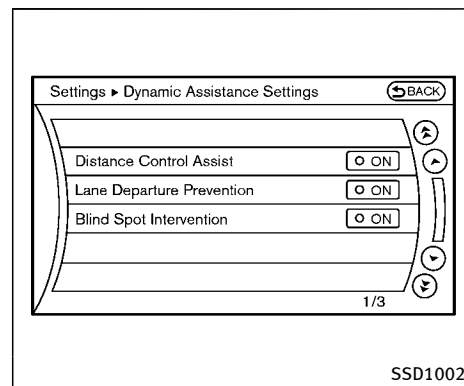 Settings ▸ Dynamic Assistance Settings BACK
Distance Control Assist ON
Lane Departure Prevention ON
Blind Spot Intervention ON
1/3
SSD1002